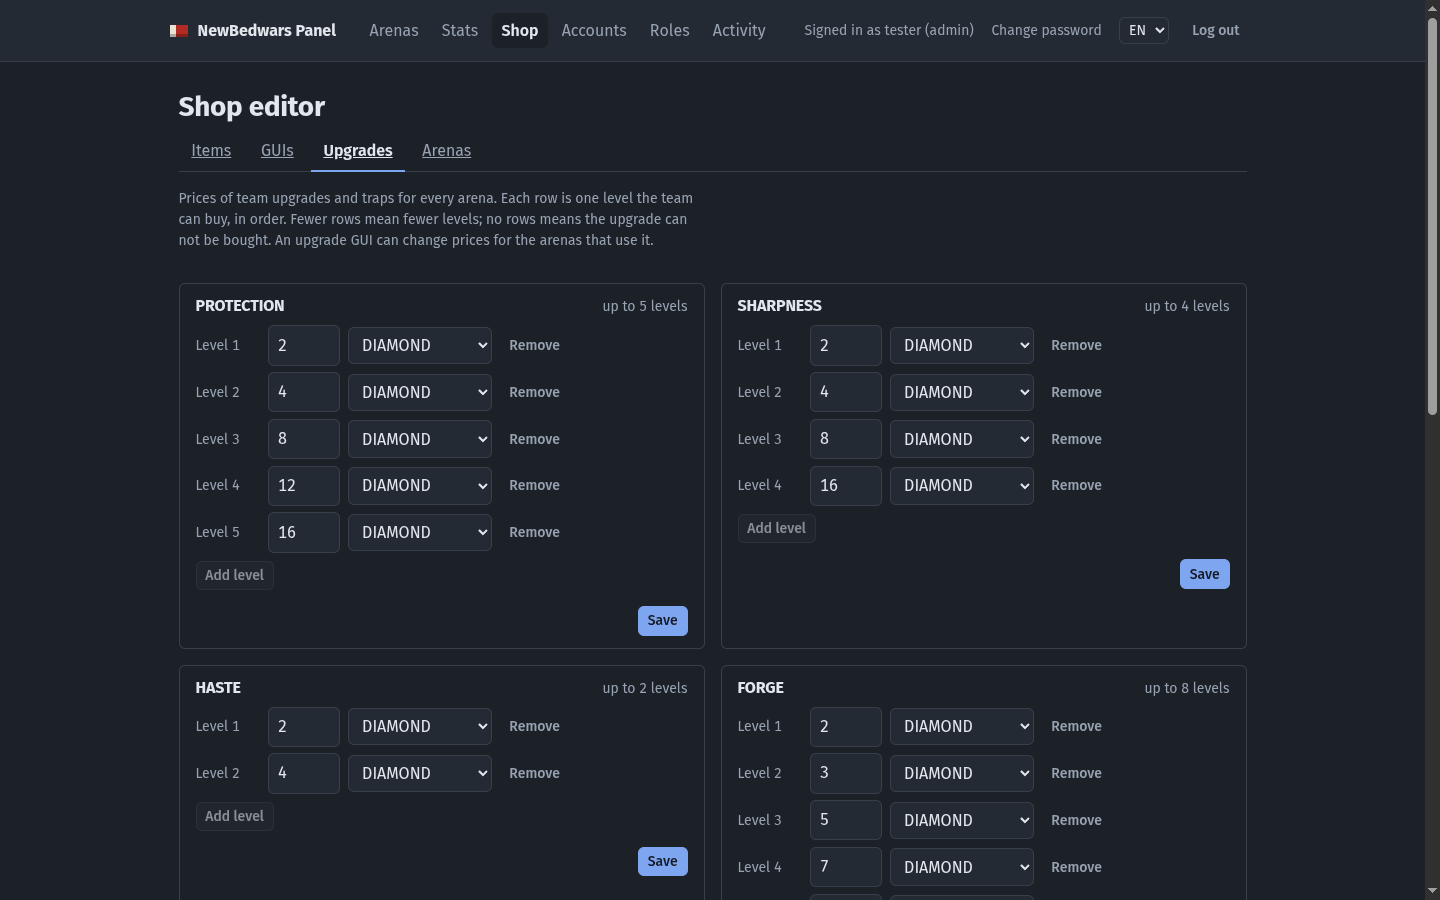 NewBedwars Panel Arenas Stats Shop Accounts Roles Activity Signed in as tester (admin) Change password EN Log out
Shop editor
Items GUIs Upgrades Arenas
Prices of team upgrades and traps for every arena. Each row is one level the team
can buy, in order. Fewer rows mean fewer levels; no rows means the upgrade can
not be bought. An upgrade GUI can change prices for the arenas that use it.
PROTECTION up to 5 levels
Level 1 2 DIAMOND Remove
Level 2 4 DIAMOND Remove
Level 3 8 DIAMOND Remove
Level 4 12 DIAMOND Remove
Level 5 16 DIAMOND Remove
Add level
Save
SHARPNESS up to 4 levels
Level 1 2 DIAMOND Remove
Level 2 4 DIAMOND Remove
Level 3 8 DIAMOND Remove
Level 4 16 DIAMOND Remove
Add level
Save
HASTE up to 2 levels
Level 1 2 DIAMOND Remove
Level 2 4 DIAMOND Remove
Add level
Save
FORGE up to 8 levels
Level 1 2 DIAMOND Remove
Level 2 3 DIAMOND Remove
Level 3 5 DIAMOND Remove
Level 4 7 DIAMOND Remove